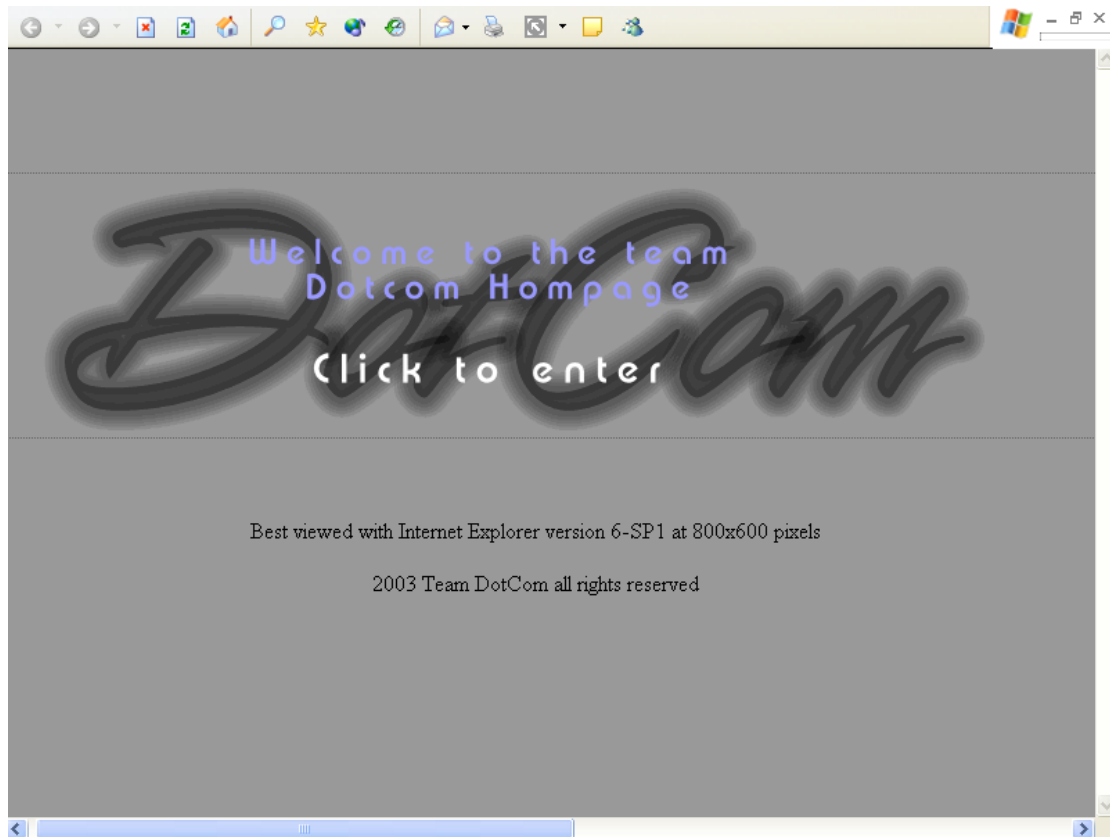 DotCom
Welcome to the team
Dotcom Hompage
Click to enter
Best viewed with Internet Explorer version 6-SP1 at 800x600 pixels
2003 Team DotCom all rights reserved